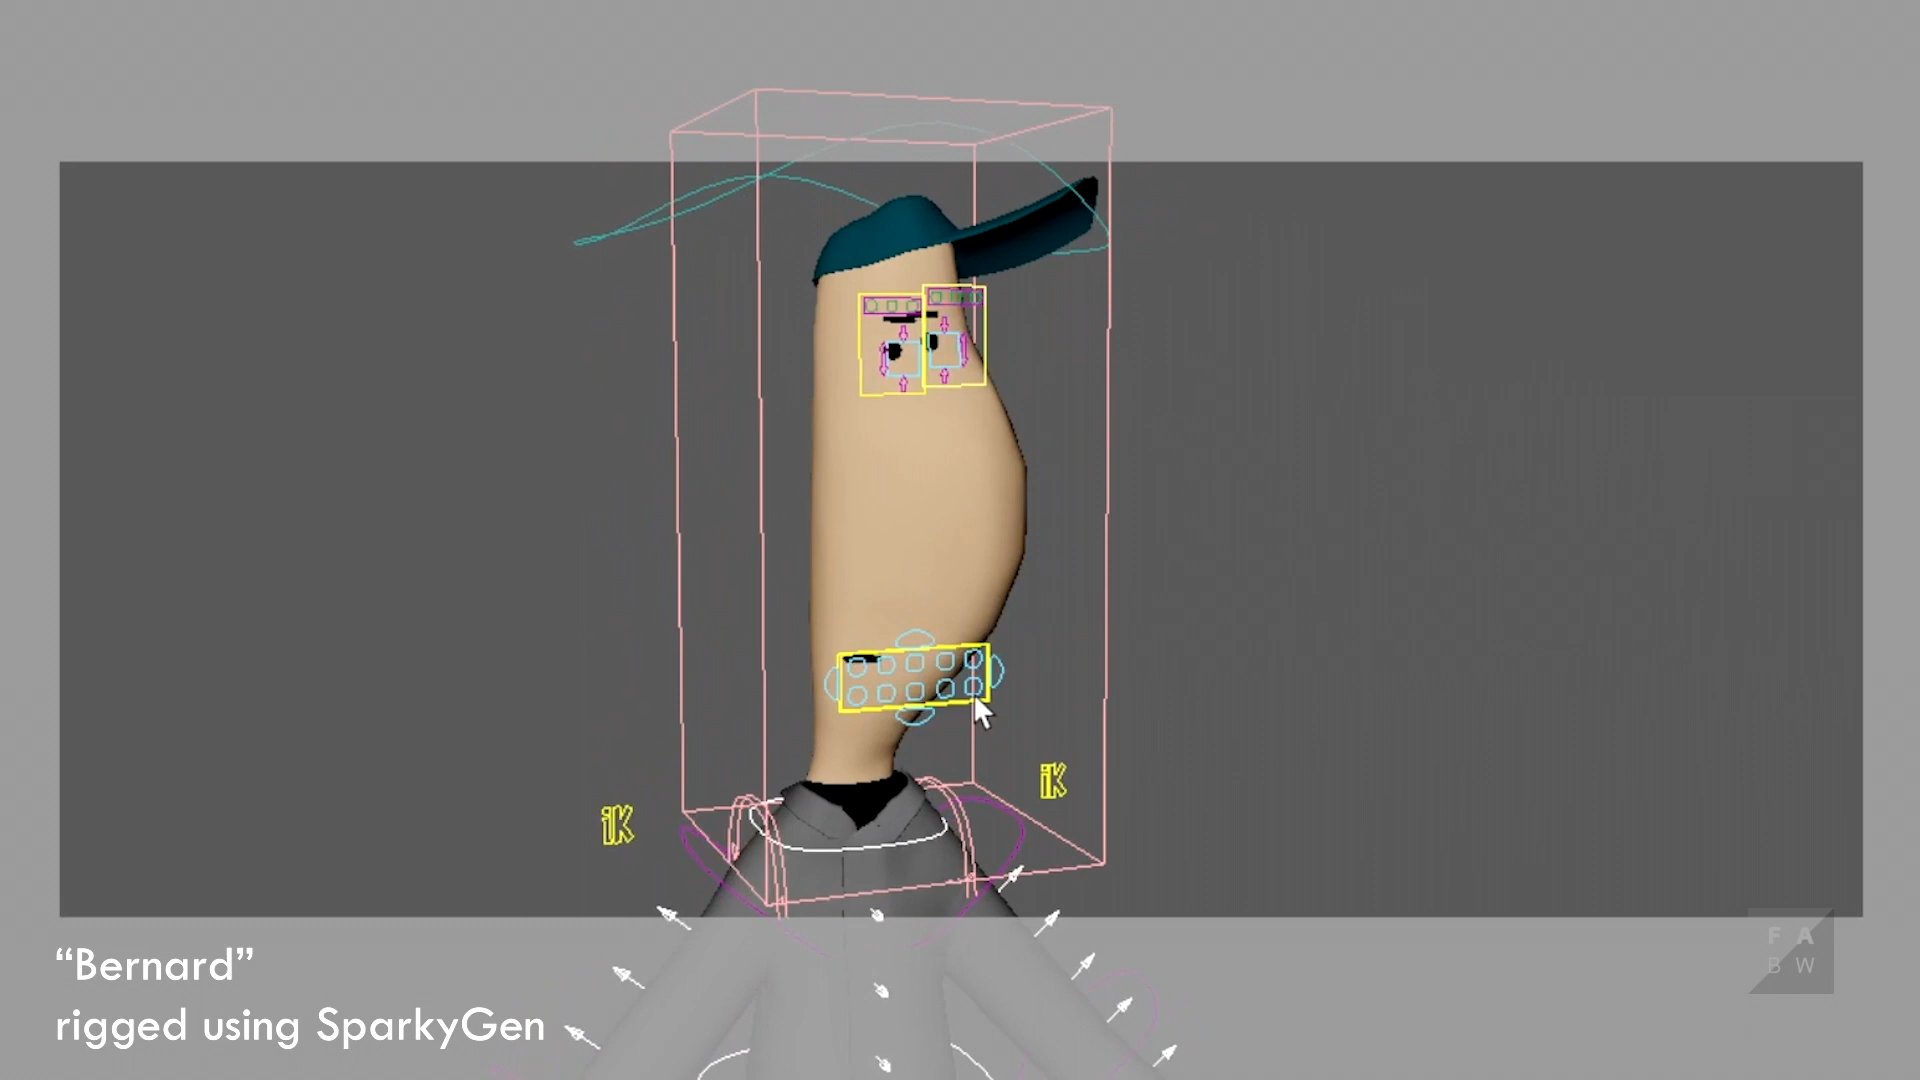 iK
iK
"Bernard"
rigged using SparkyGen
F A
B W